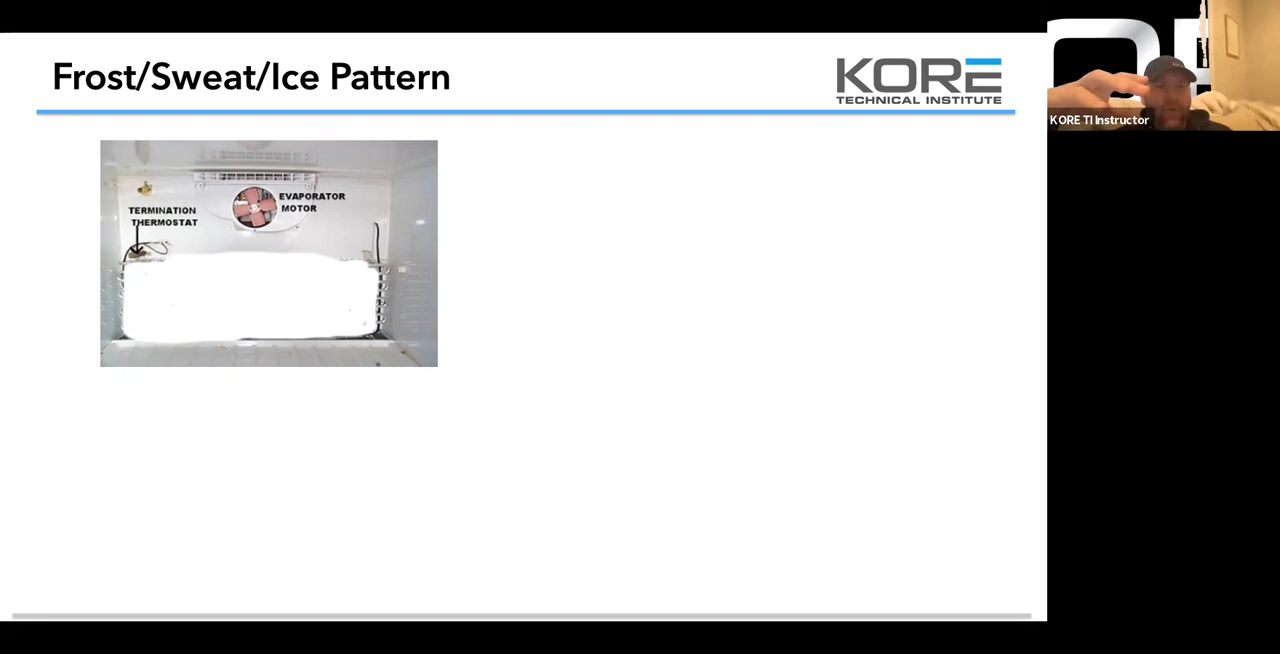 Frost/Sweat/Ice Pattern
KORE
TECHNICAL INSTITUTE
KORE TI Instructor
EVAPORATOR
MOTOR
TERMINATION
THERMOSTAT